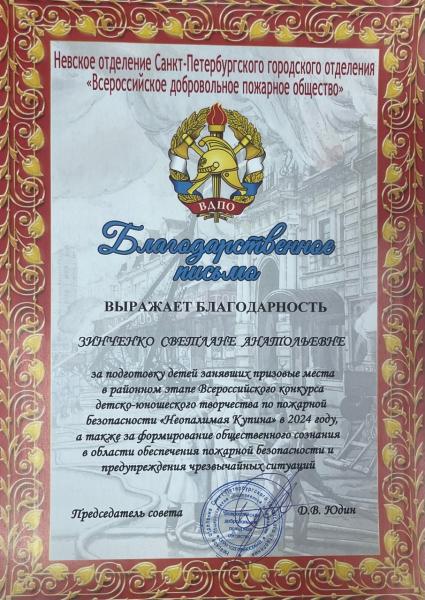 Невское отделение Санкт-Петербургского городского отделения
«Всероссийское добровольное пожарное общество»
ВДПО
Благодарственное
письмо
ВЫРАЖАЕТ БЛАГОДАРНОСТЬ
ЗИНЧЕНКО СВЕТЛАНЕ АНАТОЛЬЕВНЕ
за подготовку детей занявших призовые места
в районном этапе Всероссийского конкурса
детско-юношеского творчества по пожарной
безопасности «Неопалимая Купина» в 2024 году,
а также за формирование общественного сознания
в области обеспечения пожарной безопасности и
предупреждения чрезвычайных ситуаций
Председатель совета Д.В. Юдин